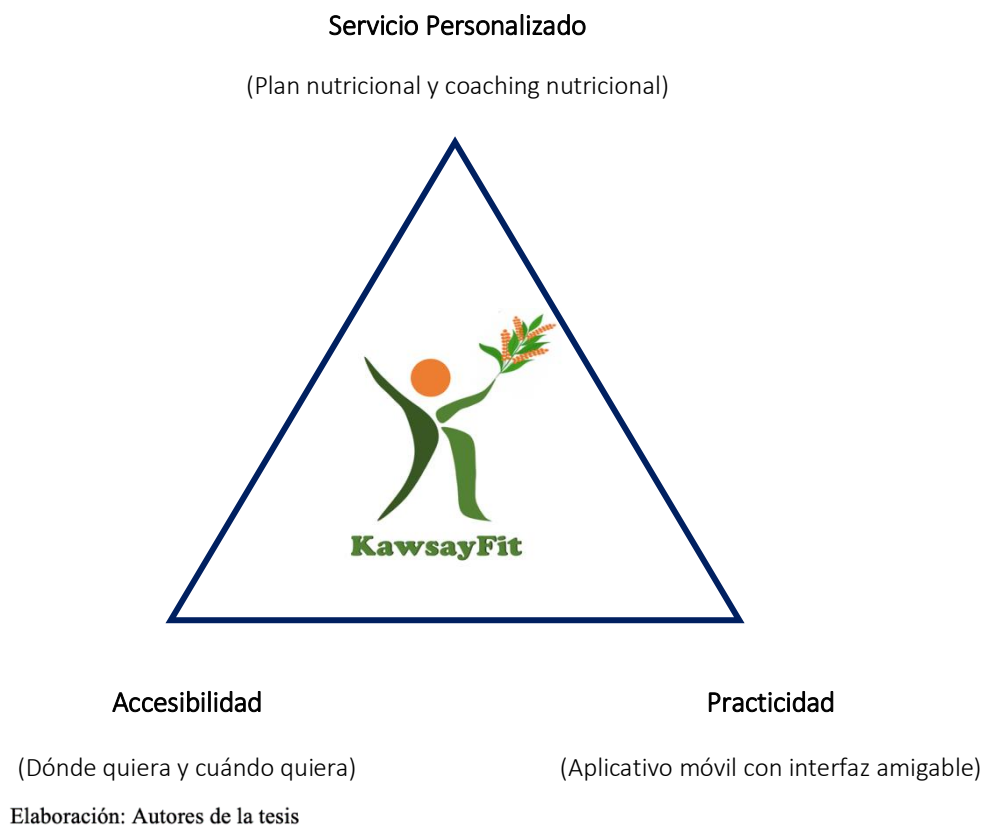 Servicio Personalizado
(Plan nutricional y coaching nutricional)
KawsayFit
Accesibilidad
Practicidad
(Dónde quiera y cuándo quiera)
(Aplicativo móvil con interfaz amigable)
Elaboración: Autores de la tesis